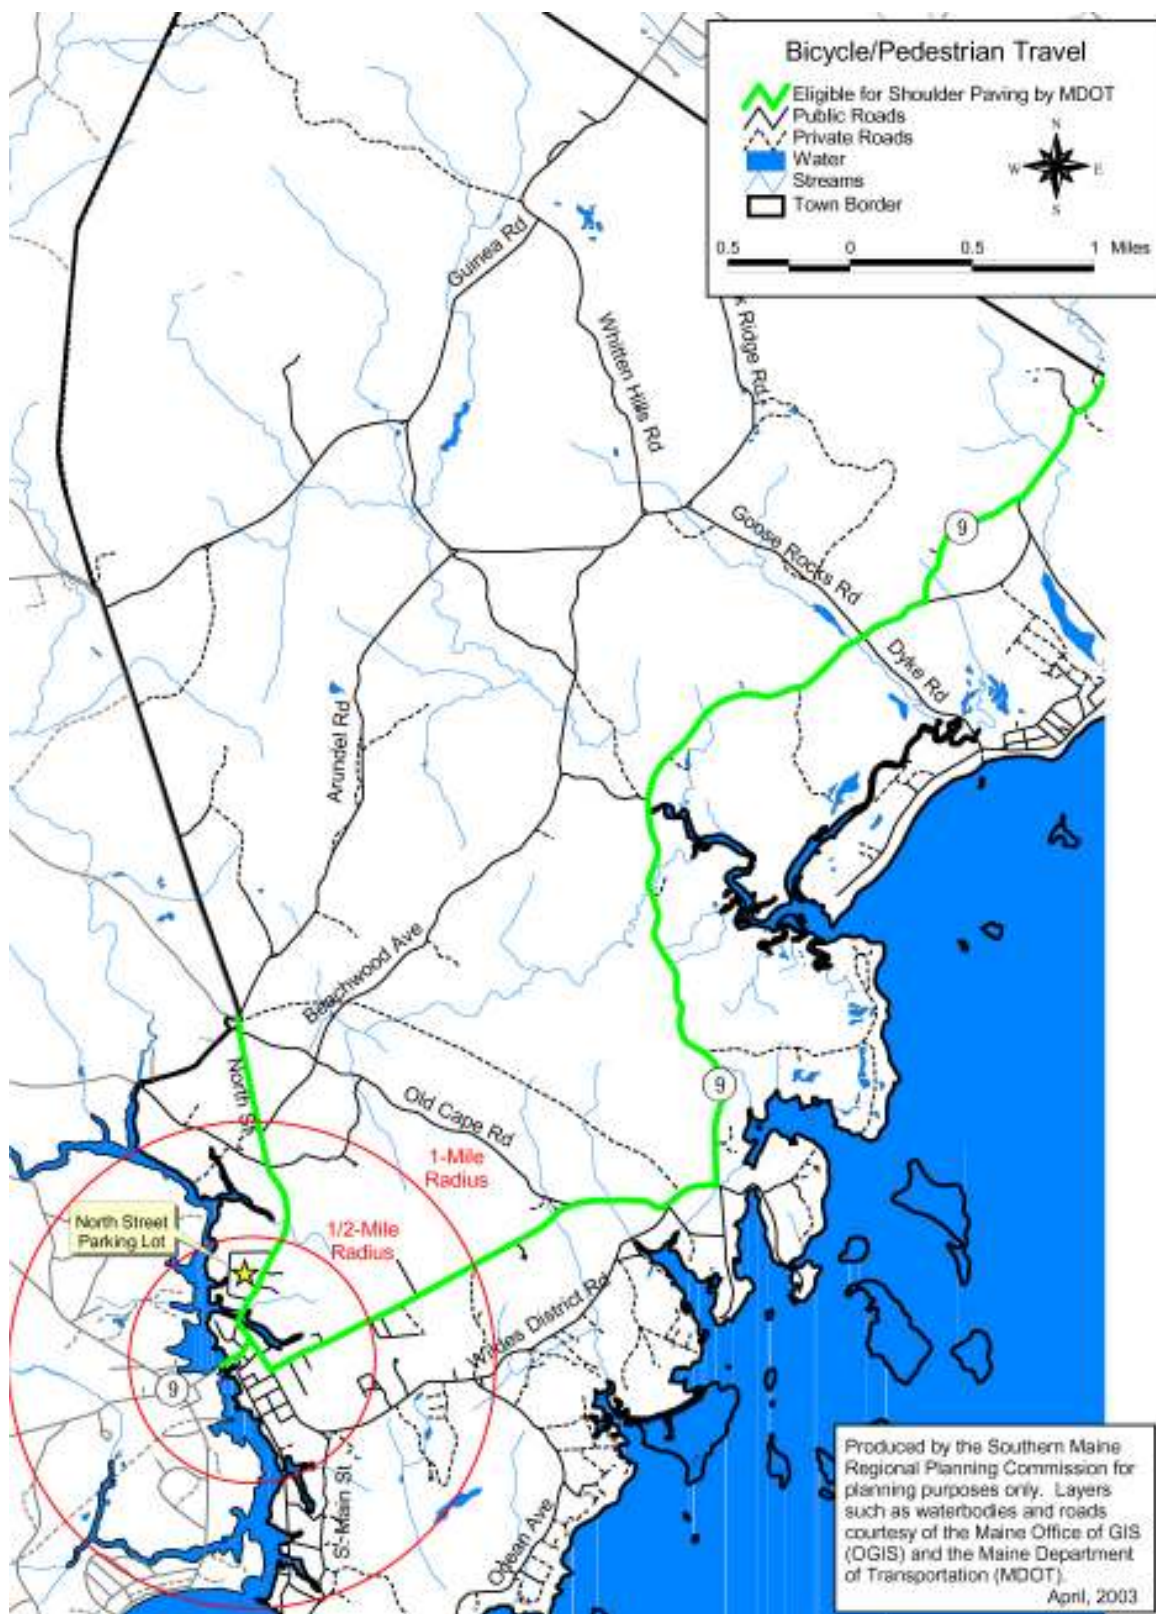 Bicycle/Pedestrian Travel
Eligible for Shoulder Paving by MDOT
Public Roads
Private Roads
Water
Streams
Town Border
N
W E
S
0.5 0 0.5 1 Miles
Guinea Rd
Whitten Hills Rd
k Ridge Rd
Goose Rocks Rd
9
Dyke Rd
Arundel Rd
Beachwood Ave
North St
Old Cape Rd
9
1-Mile
Radius
1/2-Mile
Radius
North Street
Parking Lot
Wildes District Rd
9
S. Main St
Odean Ave
Produced by the Southern Maine
Regional Planning Commission for
planning purposes only. Layers
such as waterbodies and roads
courtesy of the Maine Office of GIS
(OGIS) and the Maine Department
of Transportation (MDOT).
April, 2003